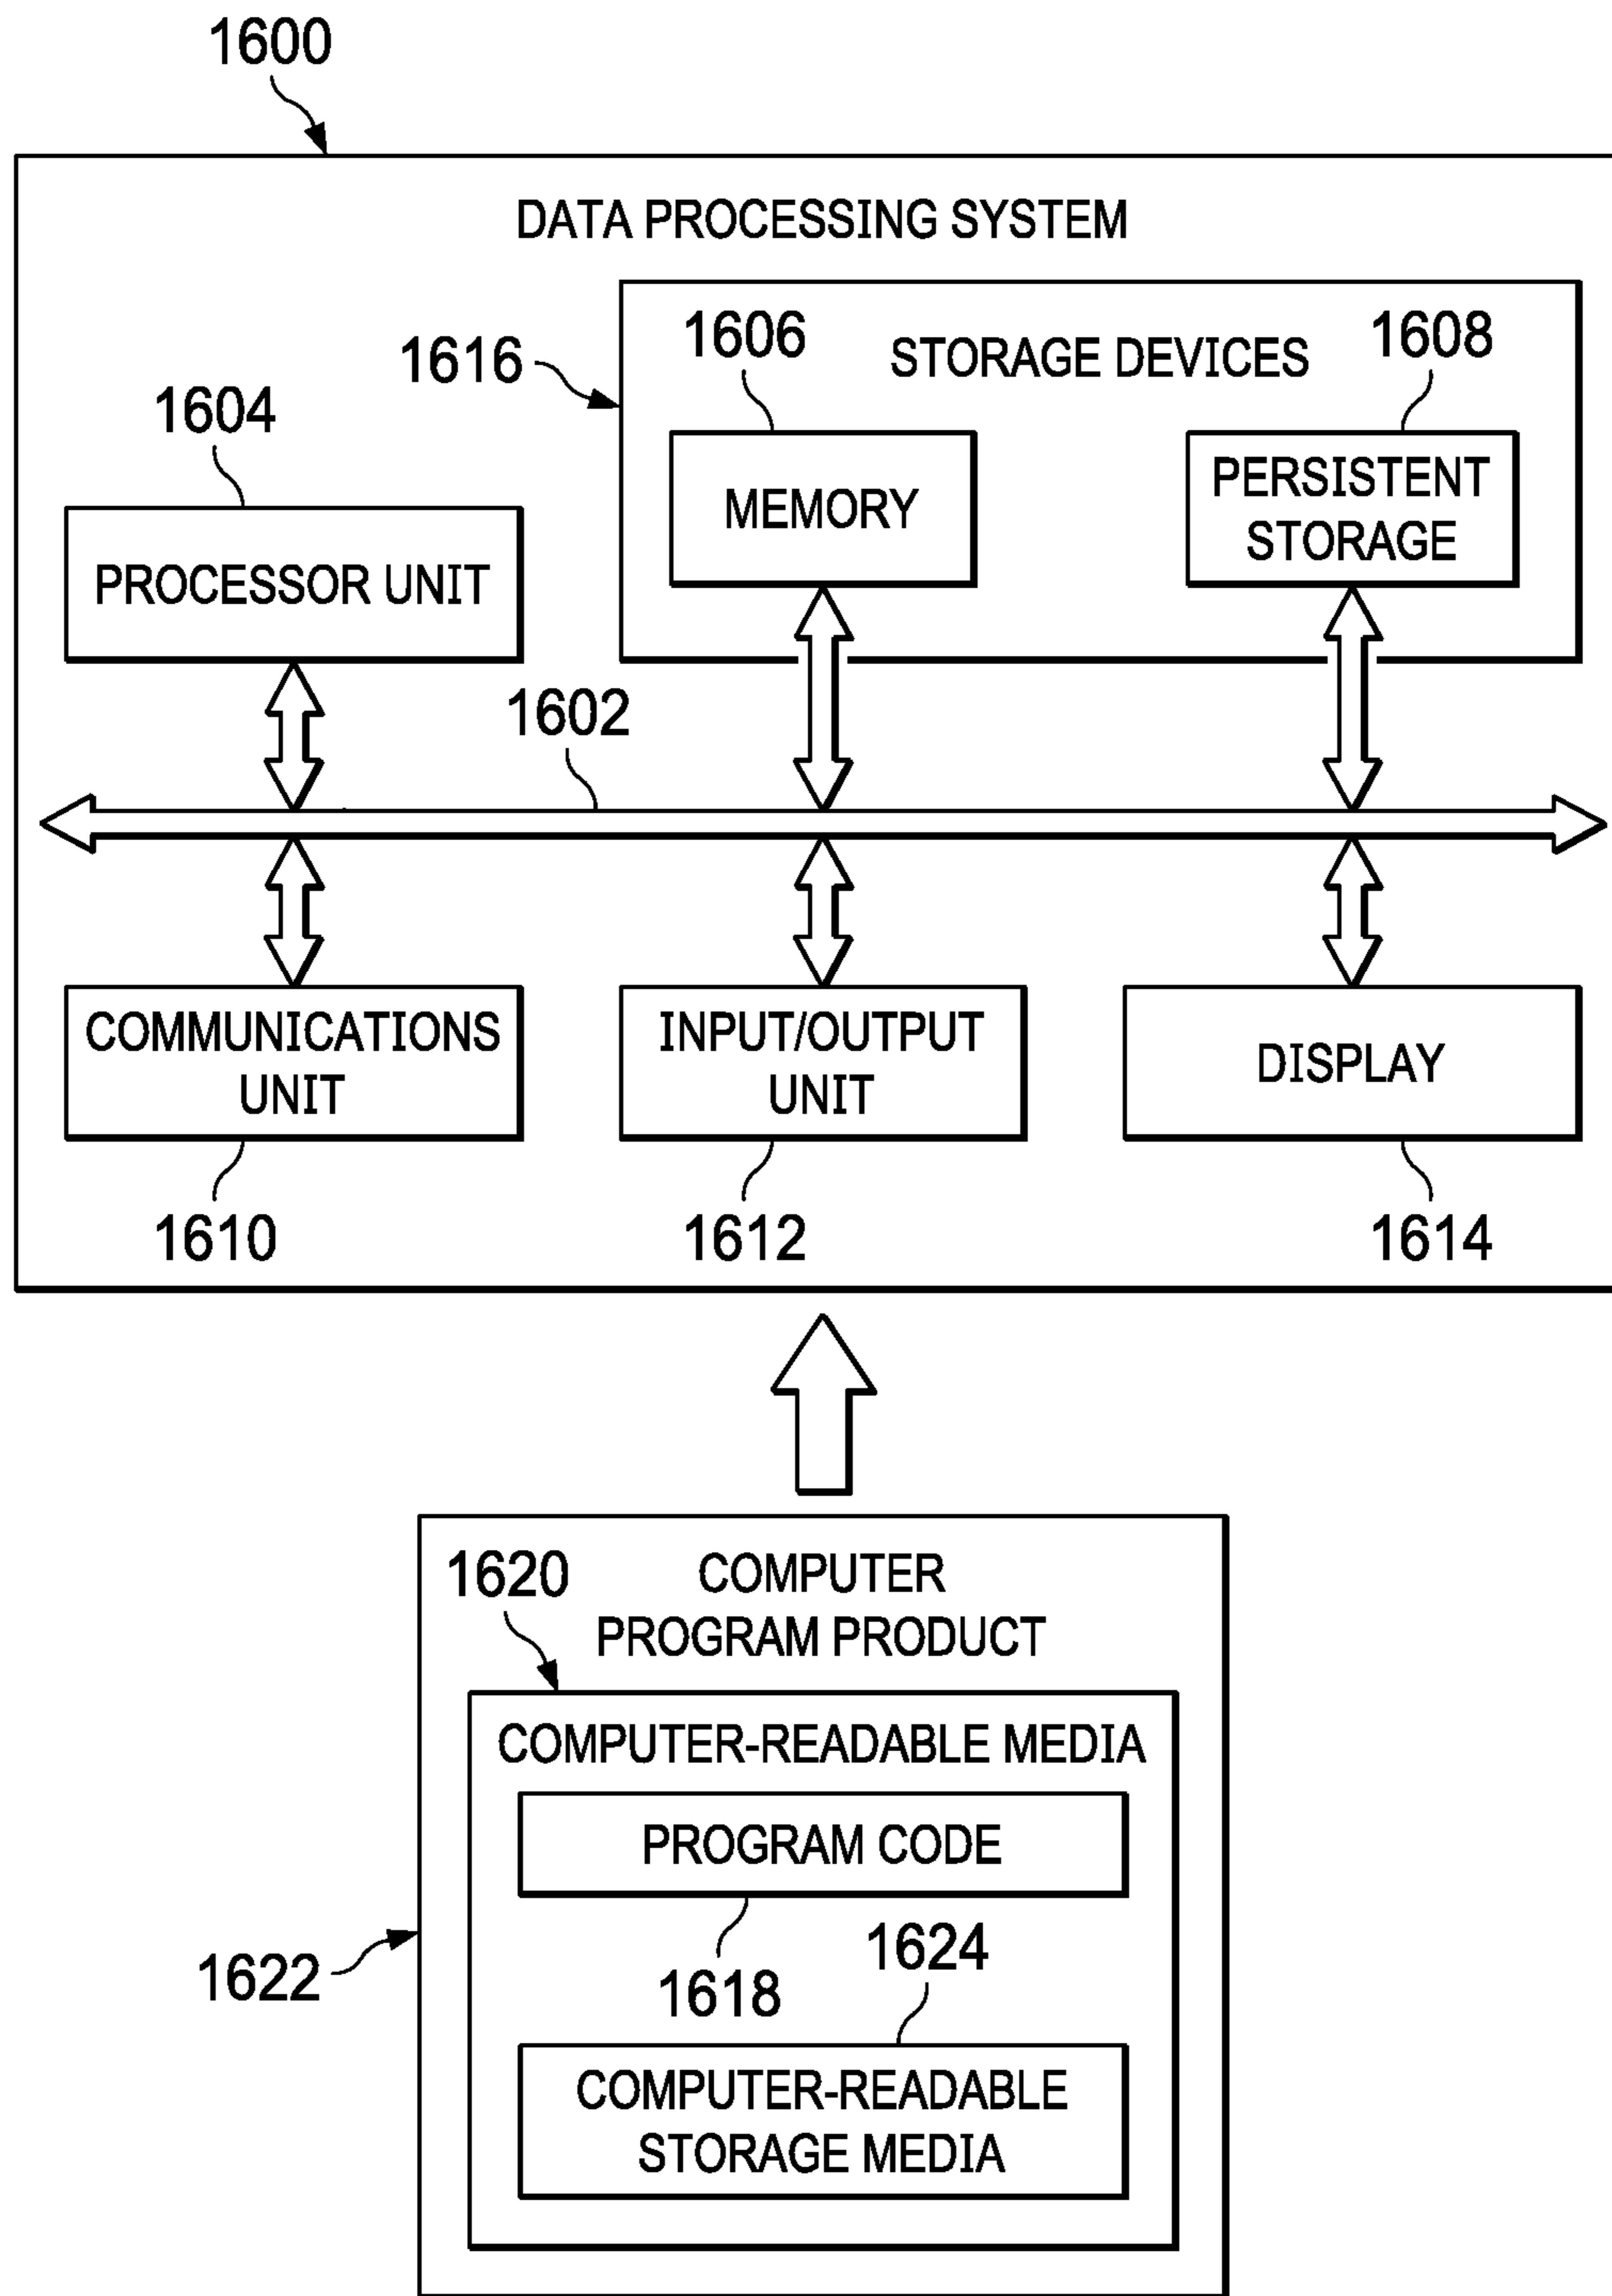 1600
DATA PROCESSING SYSTEM
1616
1606
STORAGE DEVICES
1608
1604
MEMORY
PERSISTENT
STORAGE
PROCESSOR UNIT
1602
COMMUNICATIONS
UNIT
INPUT/OUTPUT
UNIT
DISPLAY
1610
1612
1614
1620
COMPUTER
PROGRAM PRODUCT
COMPUTER-READABLE MEDIA
PROGRAM CODE
1622
1618
1624
COMPUTER-READABLE
STORAGE MEDIA